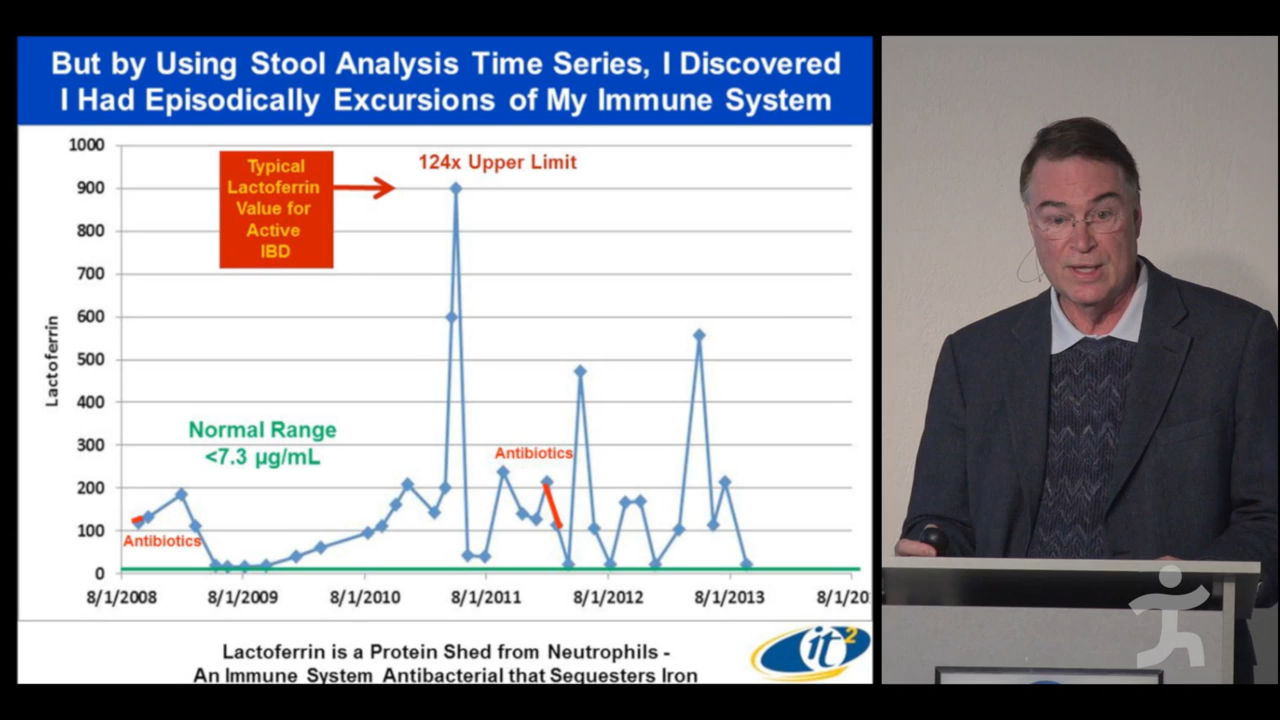 But by Using Stool Analysis Time Series, I Discovered
I Had Episodically Excursions of My Immune System
1000
900
800
700
600
500
400
300
200
100
0
Lactoferrin
Typical
Lactoferrin
Value for
Active
IBD
124x Upper Limit
Normal Range
<7.3 µg/mL
Antibiotics
Antibiotics
8/1/2008
8/1/2009
8/1/2010
8/1/2011
8/1/2012
8/1/2013
8/1/20
Lactoferrin is a Protein Shed from Neutrophils -
An Immune System Antibacterial that Sequesters Iron
it2